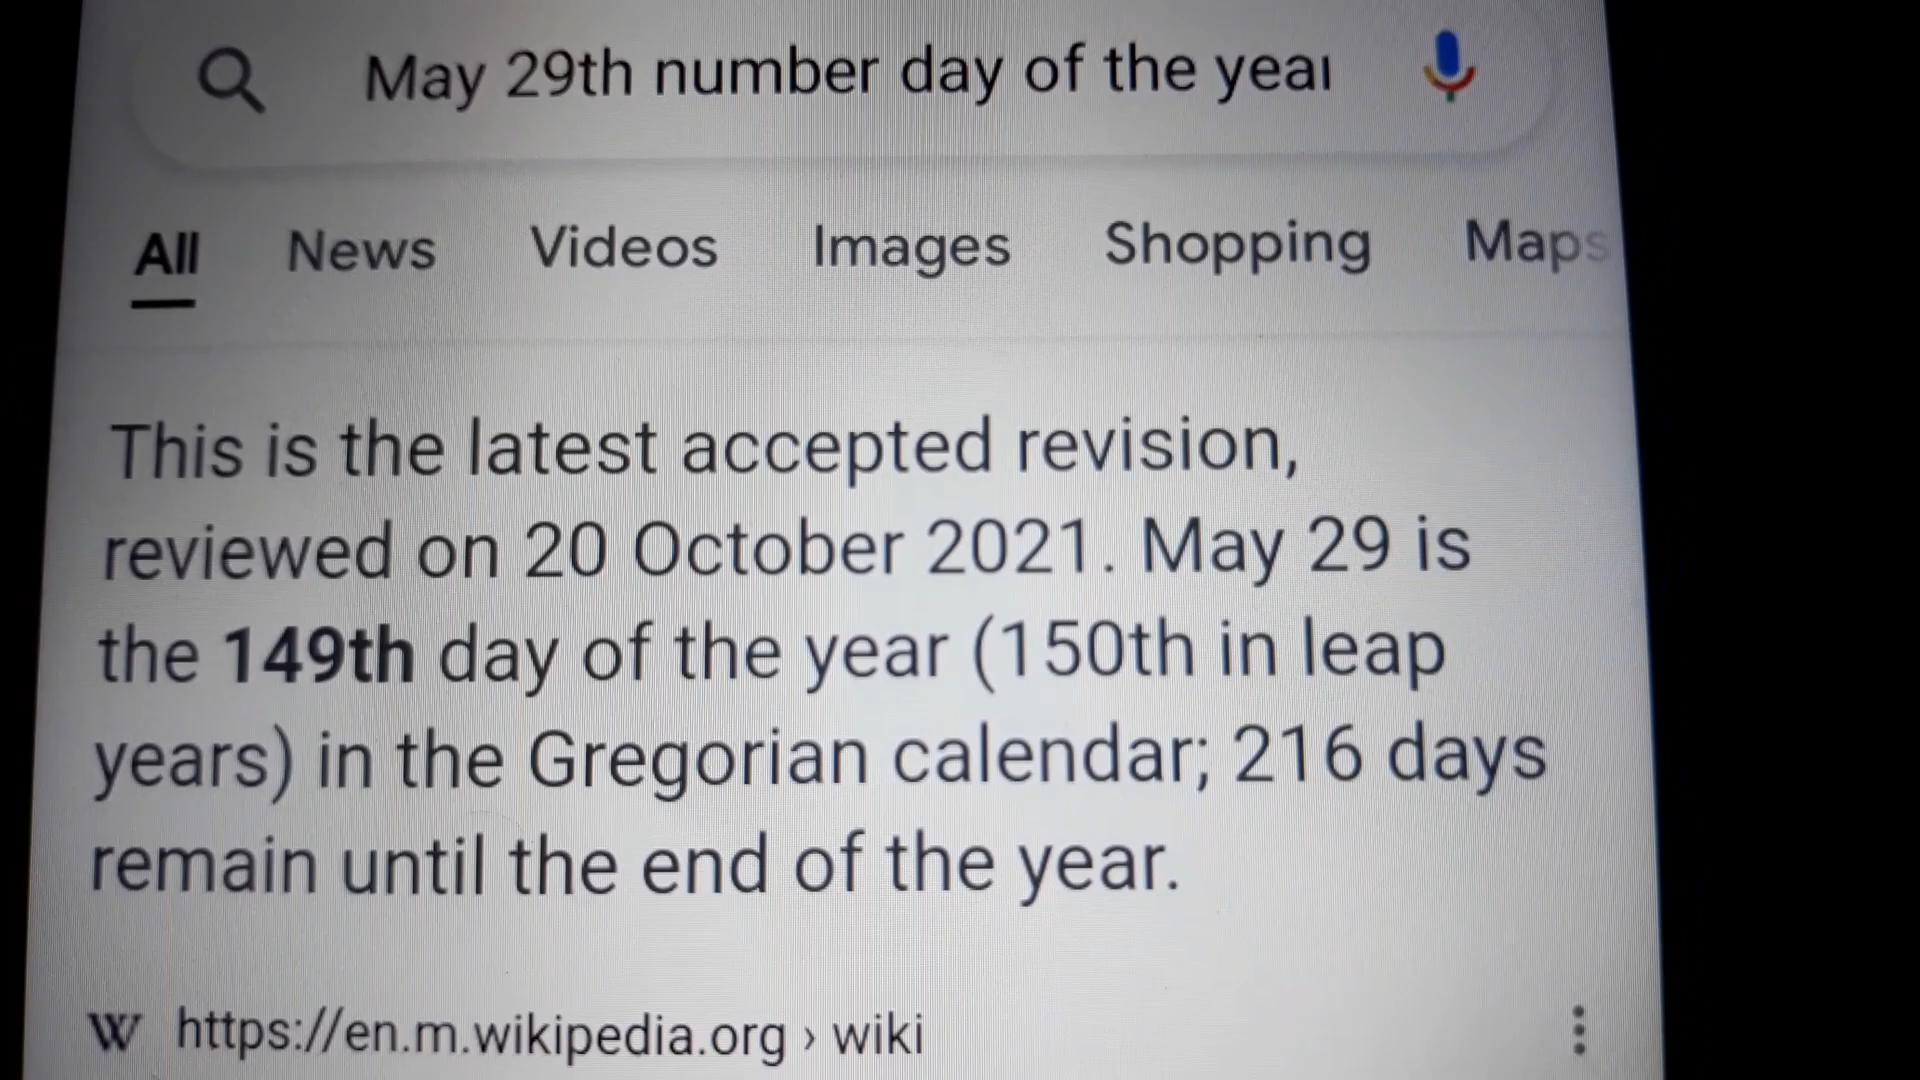 May 29th number day of the year
All News Videos Images Shopping Maps
This is the latest accepted revision,
reviewed on 20 October 2021. May 29 is
the 149th day of the year (150th in leap
years) in the Gregorian calendar; 216 days
remain until the end of the year.
W https://en.m.wikipedia.org › wiki